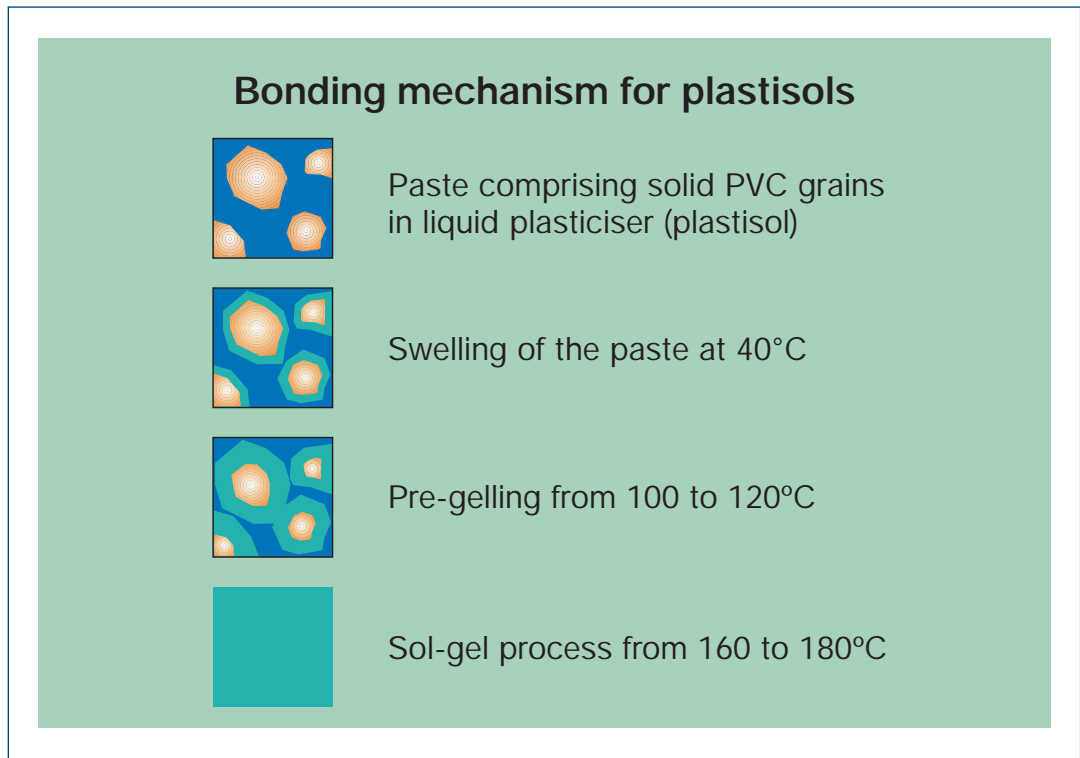 Bonding mechanism for plastisols
Paste comprising solid PVC grains
in liquid plasticiser (plastisol)
Swelling of the paste at 40°C
Pre-gelling from 100 to 120ºC
Sol-gel process from 160 to 180ºC